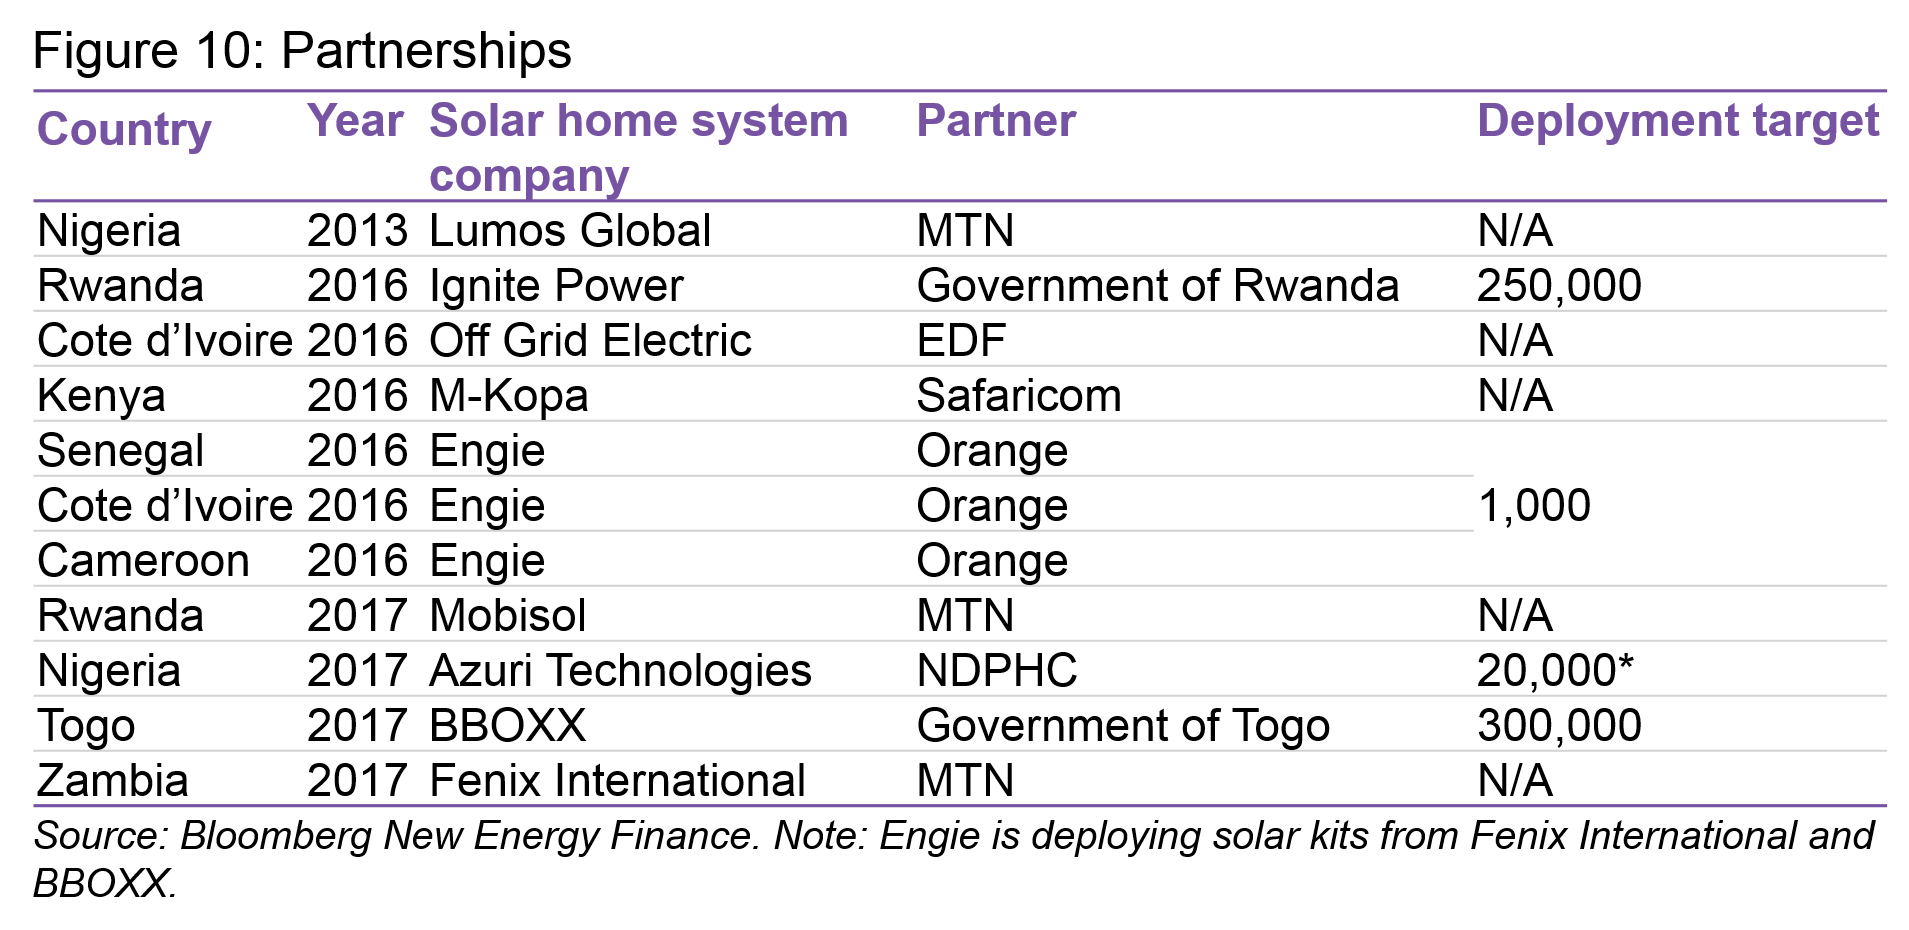 Figure 10: Partnerships
Country Year Solar home system company Partner Deployment target
Nigeria 2013 Lumos Global MTN N/A
Rwanda 2016 Ignite Power Government of Rwanda 250,000
Cote d’Ivoire 2016 Off Grid Electric EDF N/A
Kenya 2016 M-Kopa Safaricom N/A
Senegal 2016 Engie Orange
Cote d’Ivoire 2016 Engie Orange 1,000
Cameroon 2016 Engie Orange
Rwanda 2017 Mobisol MTN N/A
Nigeria 2017 Azuri Technologies NDPHC 20,000*
Togo 2017 BBOXX Government of Togo 300,000
Zambia 2017 Fenix International MTN N/A
Source: Bloomberg New Energy Finance. Note: Engie is deploying solar kits from Fenix International and
BBOXX.